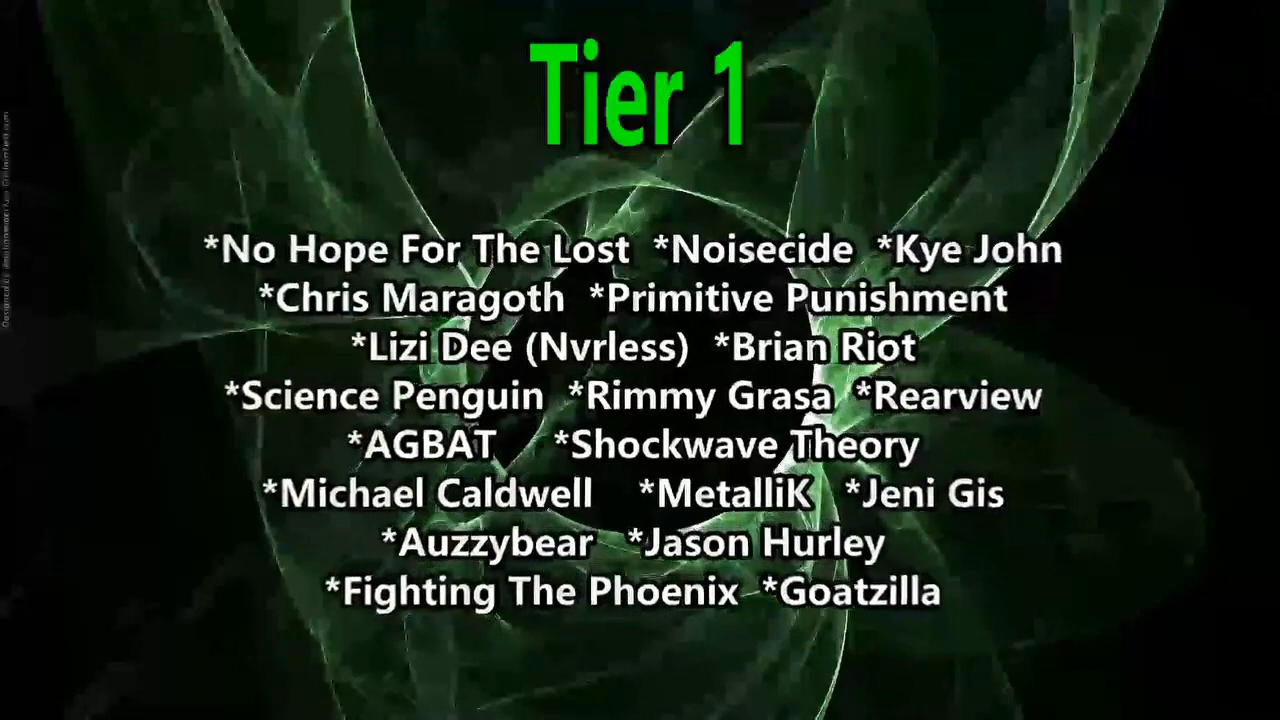 Tier 1
*No Hope For The Lost *Noisecide *Kye John
*Chris Maragoth *Primitive Punishment
*Lizi Dee (Nvrless) *Brian Riot
*Science Penguin *Rimmy Grasa *Rearview
*AGBAT *Shockwave Theory
*Michael Caldwell *MetalliK *Jeni Gis
*Auzzybear *Jason Hurley
*Fighting The Phoenix *Goatzilla